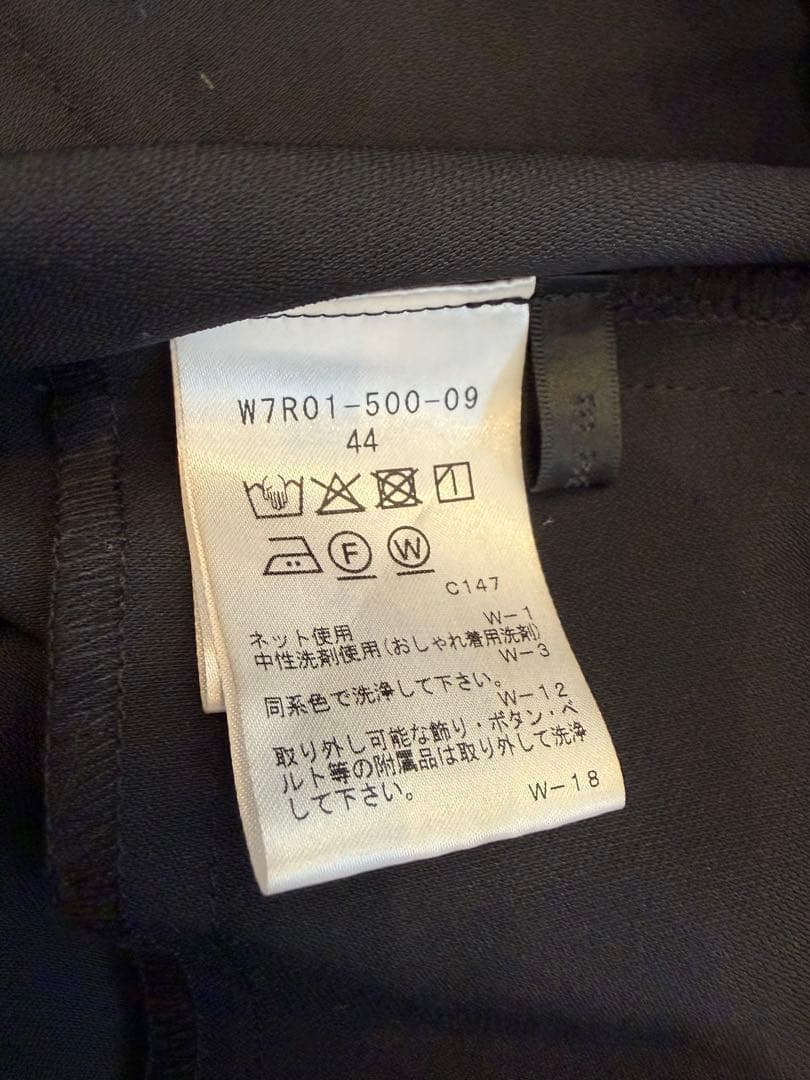 W7R01-500-09
44
F W
C147
W-1
ネット使用
中性洗剤使用(おしゃれ着用洗剤)
W-3
同系色で洗浄して下さい。
W-12
取り外し可能な飾り・ボタン・ベ
ルト等の附属品は取り外して洗浄
して下さい。
W-18